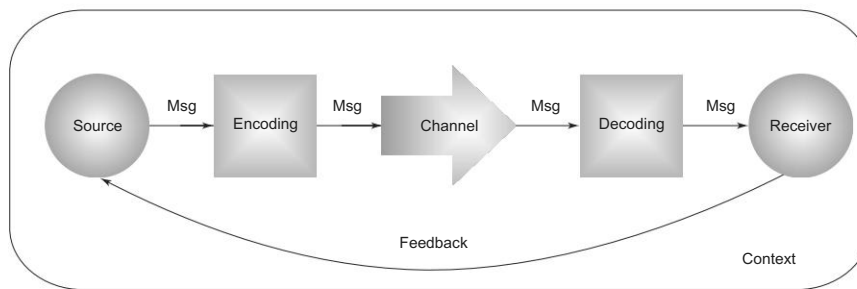 Msg Msg Msg Msg
Source Encoding Channel Decoding Receiver
Feedback
Context